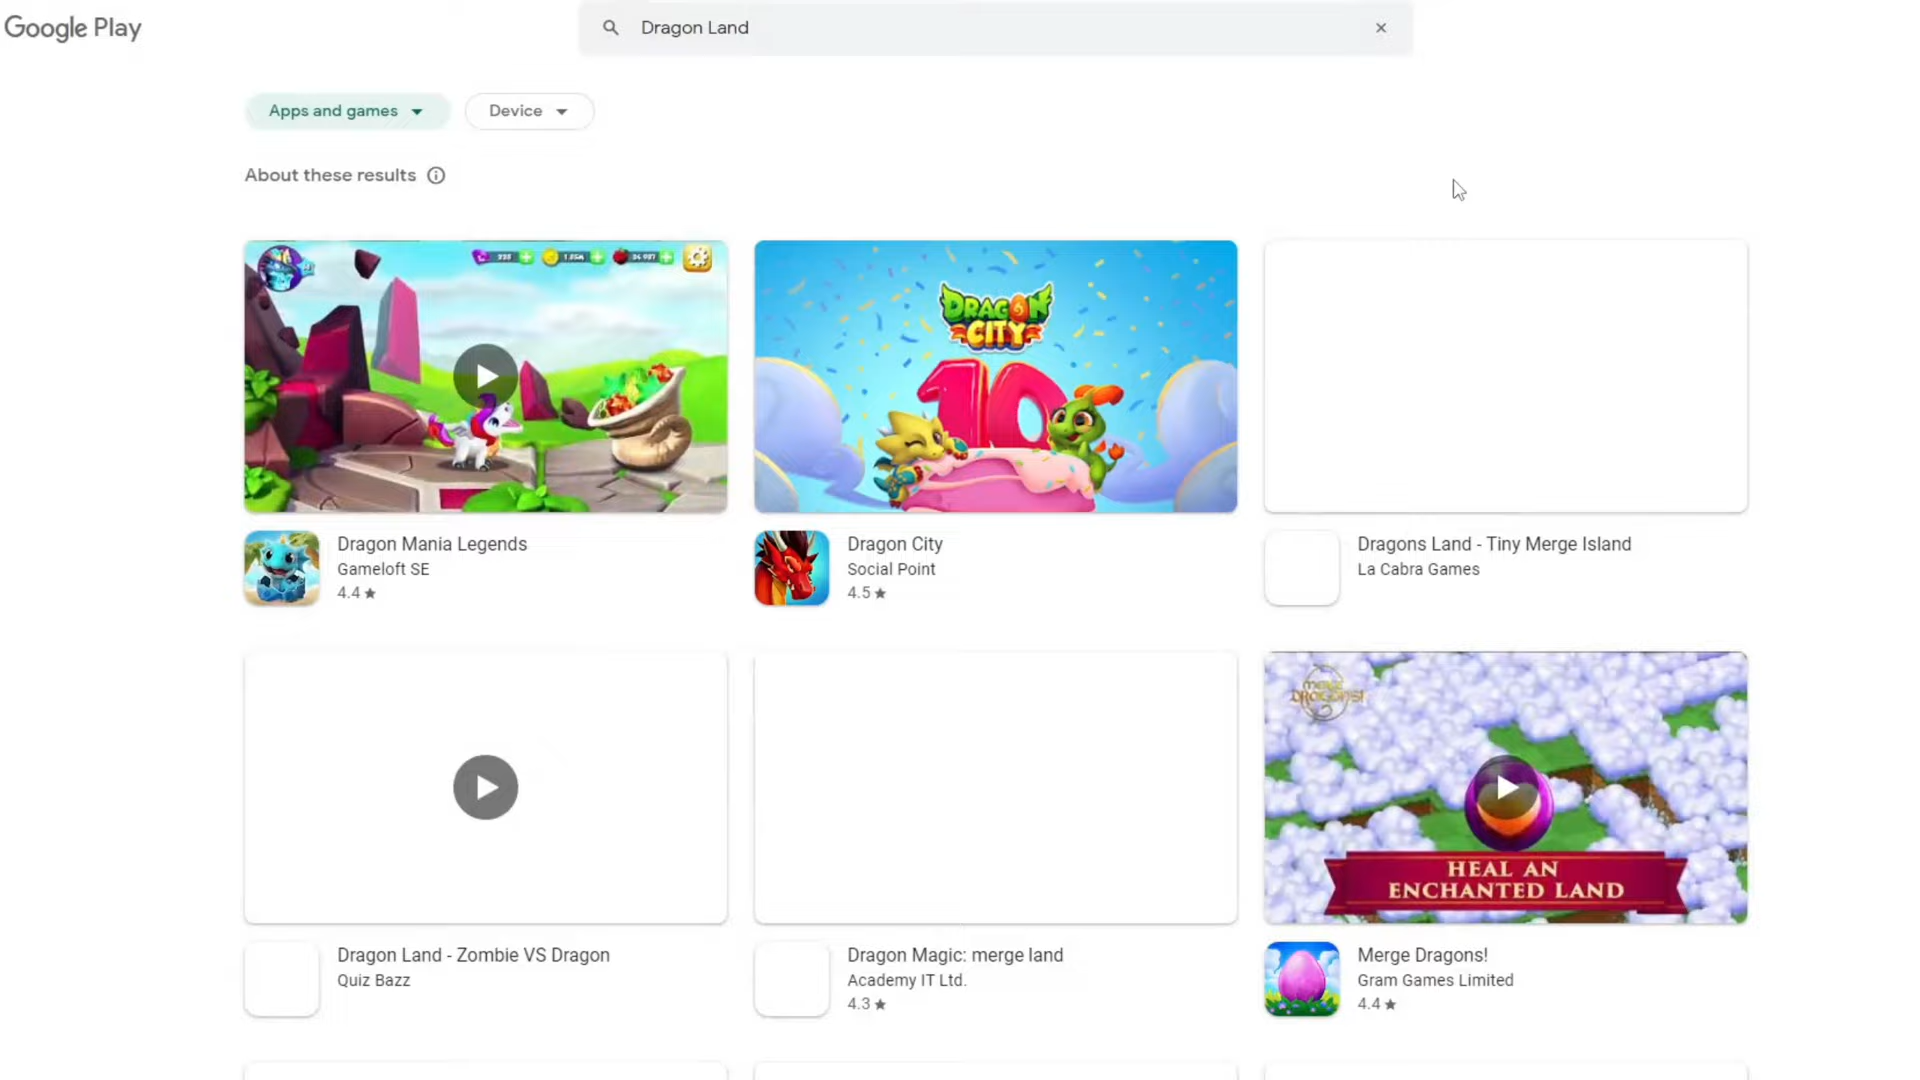 Google Play
Dragon Land
Apps and games
Device
About these results
DRAGON
CITY
10
Dragon Mania Legends
Gameloft SE
4.4★
Dragon City
Social Point
4.5★
Dragons Land - Tiny Merge Island
La Cabra Games
MERGE
DRAGONS!
HEAL AN
ENCHANTED LAND
Dragon Land - Zombie VS Dragon
Quiz Bazz
Dragon Magic: merge land
Academy IT Ltd.
4.3★
Merge Dragons!
Gram Games Limited
4.4★